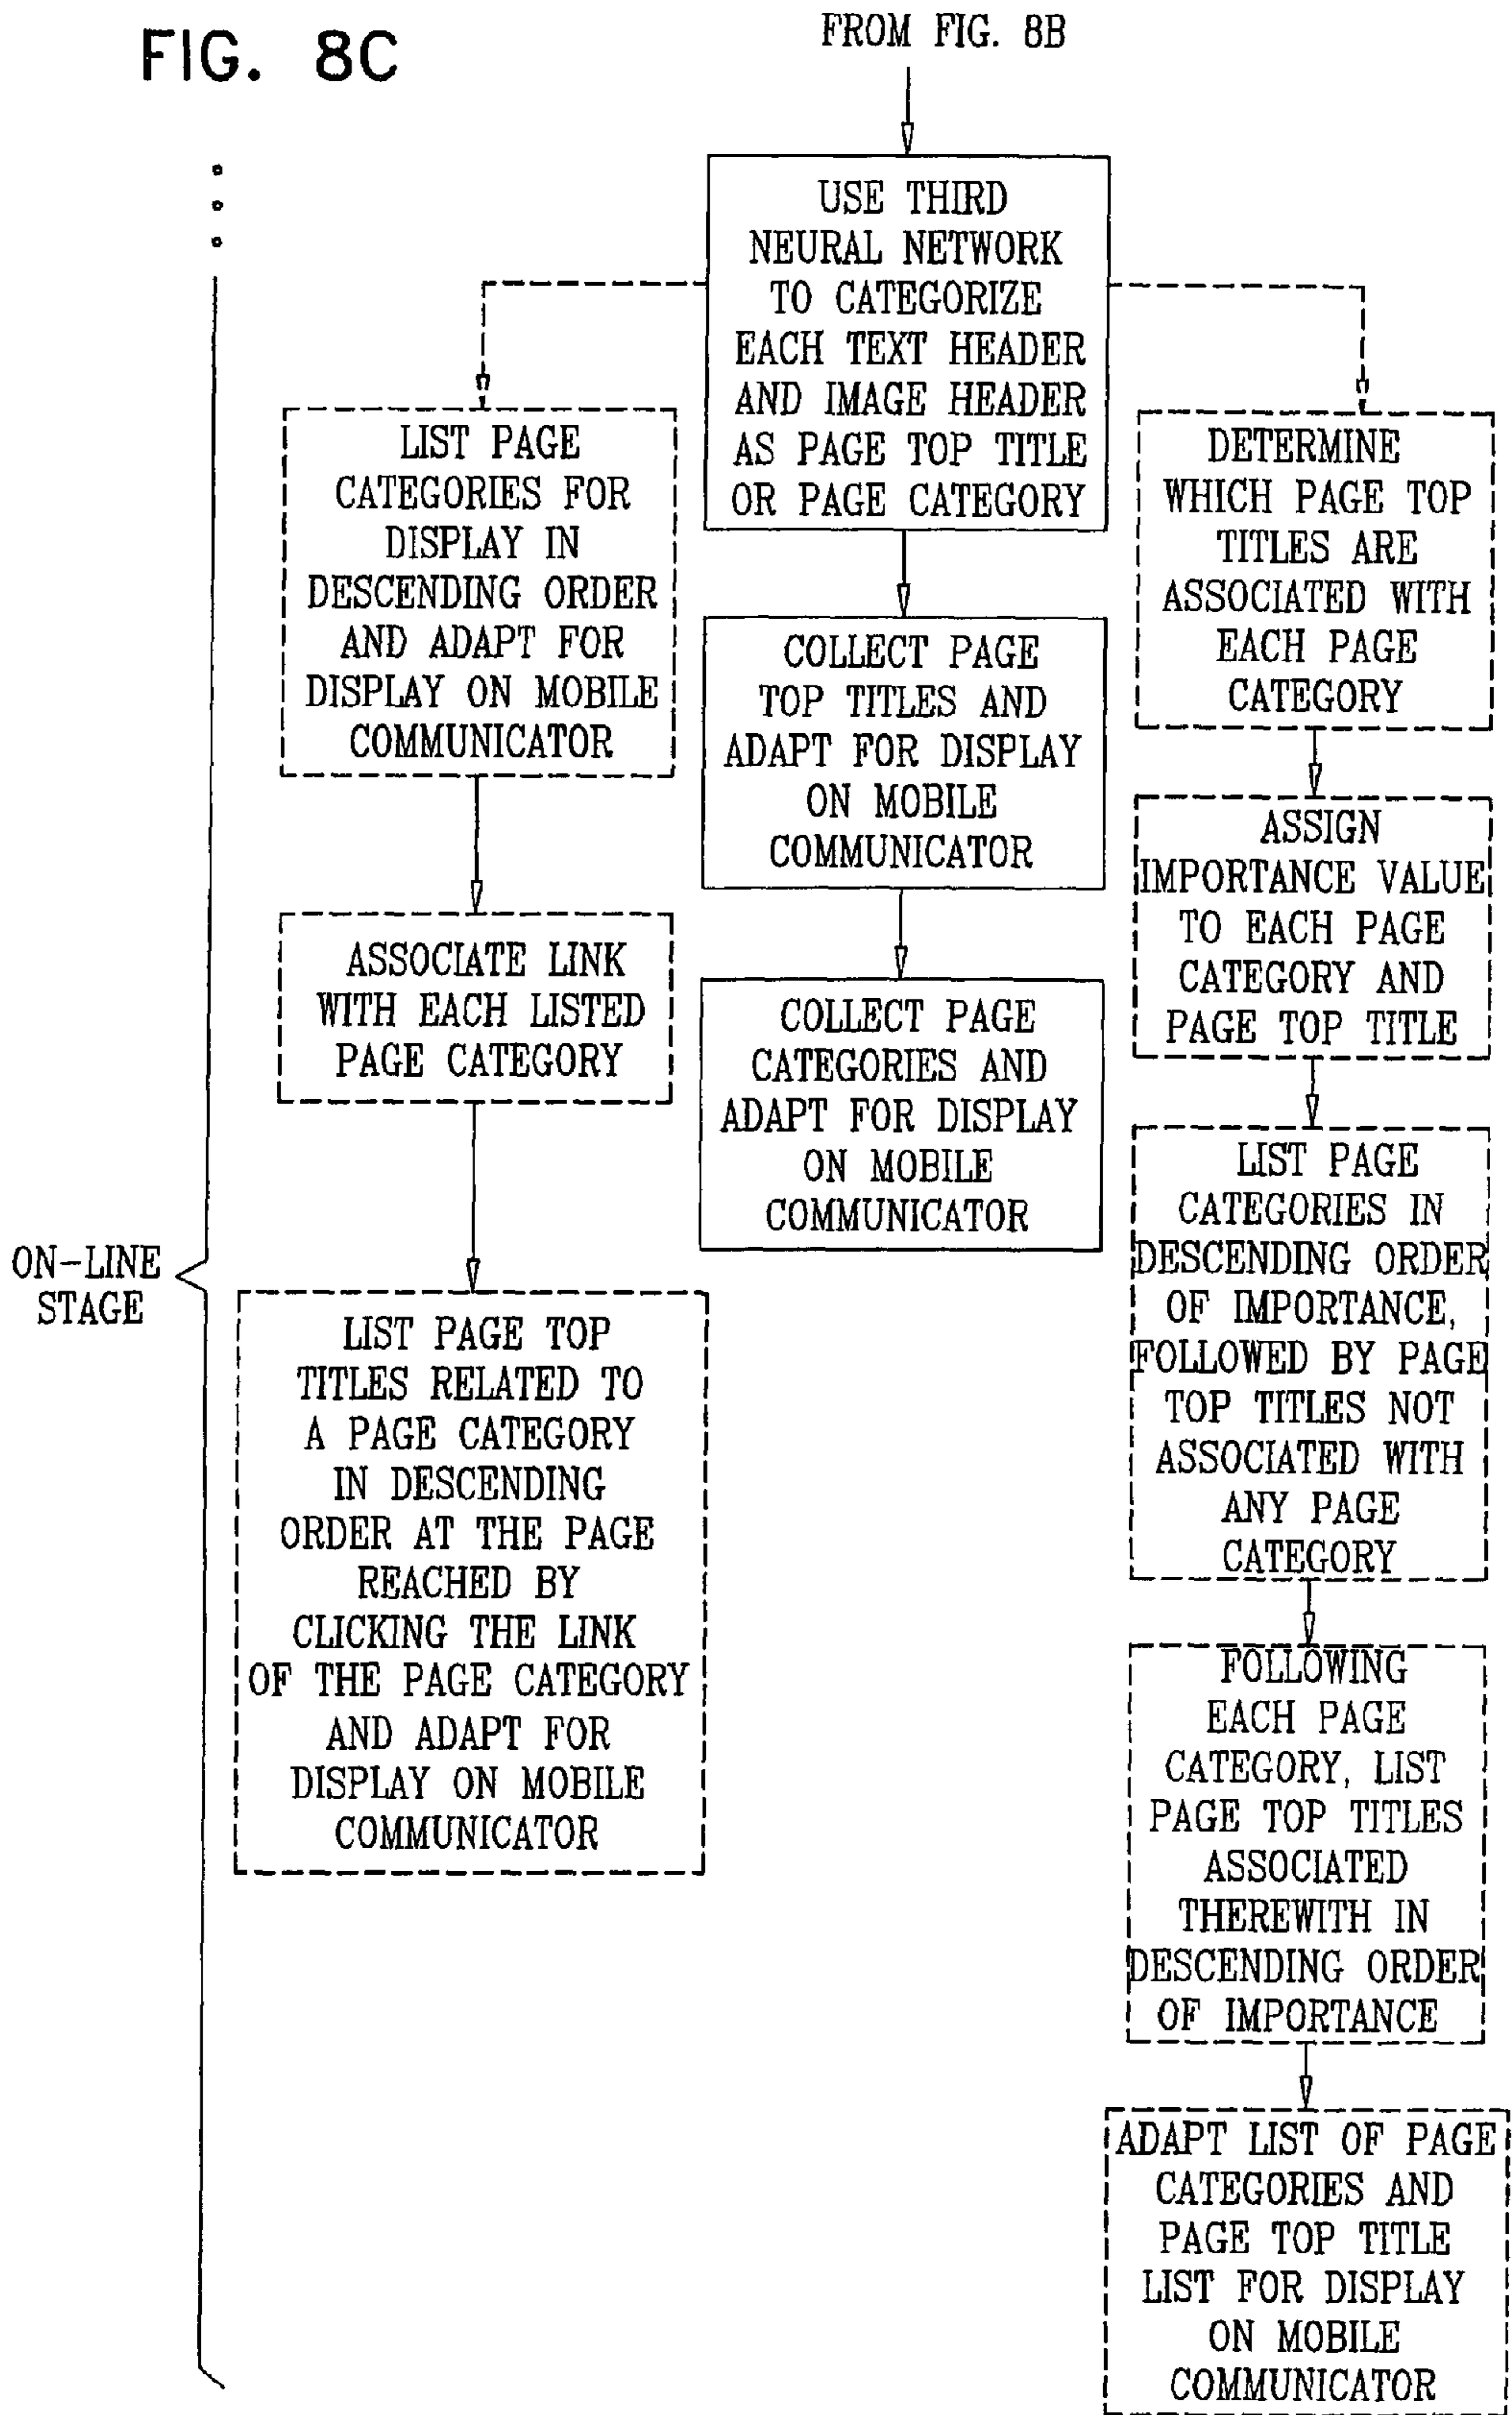 FIG. 8C
FROM FIG. 8B
USE THIRD
NEURAL NETWORK
TO CATEGORIZE
EACH TEXT HEADER
AND IMAGE HEADER
AS PAGE TOP TITLE
OR PAGE CATEGORY
LIST PAGE
CATEGORIES FOR
DISPLAY IN
DESCENDING ORDER
AND ADAPT FOR
DISPLAY ON MOBILE
COMMUNICATOR
ASSOCIATE LINK
WITH EACH LISTED
PAGE CATEGORY
LIST PAGE TOP
TITLES RELATED TO
A PAGE CATEGORY
IN DESCENDING
ORDER AT THE PAGE
REACHED BY
CLICKING THE LINK
OF THE PAGE CATEGORY
AND ADAPT FOR
DISPLAY ON MOBILE
COMMUNICATOR
COLLECT PAGE
TOP TITLES AND
ADAPT FOR DISPLAY
ON MOBILE
COMMUNICATOR
COLLECT PAGE
CATEGORIES AND
ADAPT FOR DISPLAY
ON MOBILE
COMMUNICATOR
DETERMINE
WHICH PAGE TOP
TITLES ARE
ASSOCIATED WITH
EACH PAGE
CATEGORY
ASSIGN
IMPORTANCE VALUE
TO EACH PAGE
CATEGORY AND
PAGE TOP TITLE
LIST PAGE
CATEGORIES IN
DESCENDING ORDER
OF IMPORTANCE,
FOLLOWED BY PAGE
TOP TITLES NOT
ASSOCIATED WITH
ANY PAGE
CATEGORY
FOLLOWING
EACH PAGE
CATEGORY, LIST
PAGE TOP TITLES
ASSOCIATED
THEREWITH IN
DESCENDING ORDER
OF IMPORTANCE
ADAPT LIST OF PAGE
CATEGORIES AND
PAGE TOP TITLE
LIST FOR DISPLAY
ON MOBILE
COMMUNICATOR
ON-LINE
STAGE